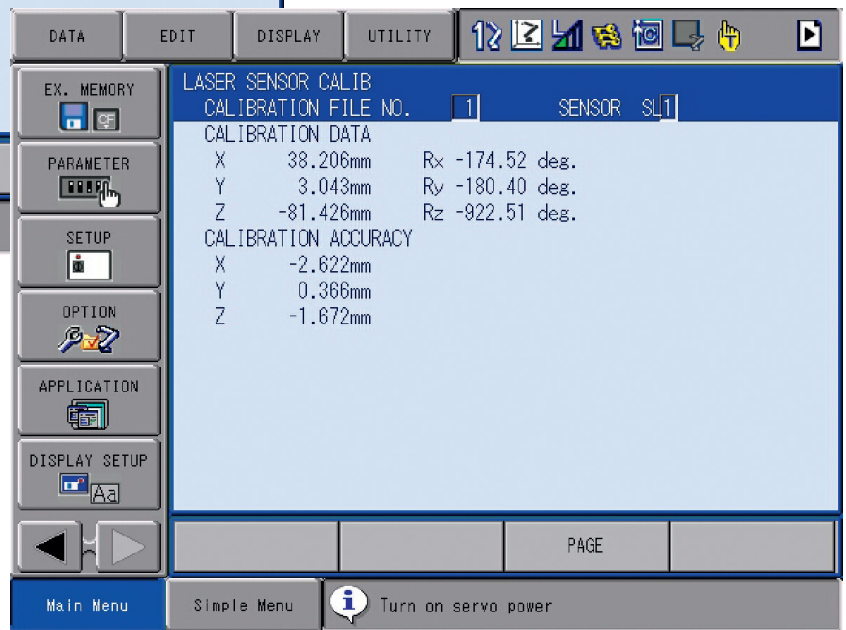 DATA EDIT DISPLAY UTILITY
EX. MEMORY
CF
PARAMETER
SETUP
OPTION
APPLICATION
DISPLAY SETUP
Aa
LASER SENSOR CALIB
CALIBRATION FILE NO. 1 SENSOR SL1
CALIBRATION DATA
X 38.206mm Rx -174.52 deg.
Y 3.043mm Ry -180.40 deg.
Z -81.426mm Rz -922.51 deg.
CALIBRATION ACCURACY
X -2.622mm
Y 0.366mm
Z -1.672mm
PAGE
Main Menu Simple Menu Turn on servo power